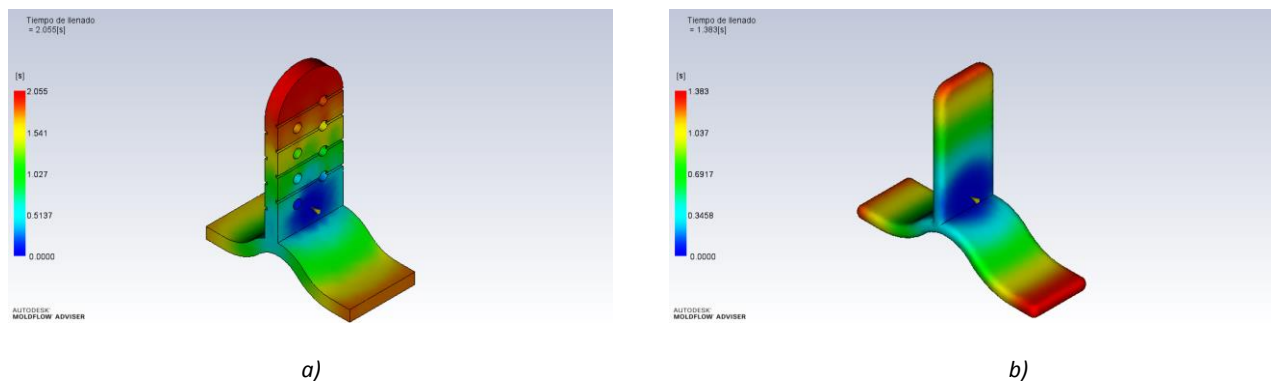 Tiempo de llenado
= 2.055[s]
[s]
2.055
1.541
1.027
0.5137
0.0000
AUTODESK
MOLDFLOW ADVISER
a)
Tiempo de llenado
= 1.383[s]
[s]
1.383
1.037
0.6917
0.3458
0.0000
AUTODESK
MOLDFLOW ADVISER
b)